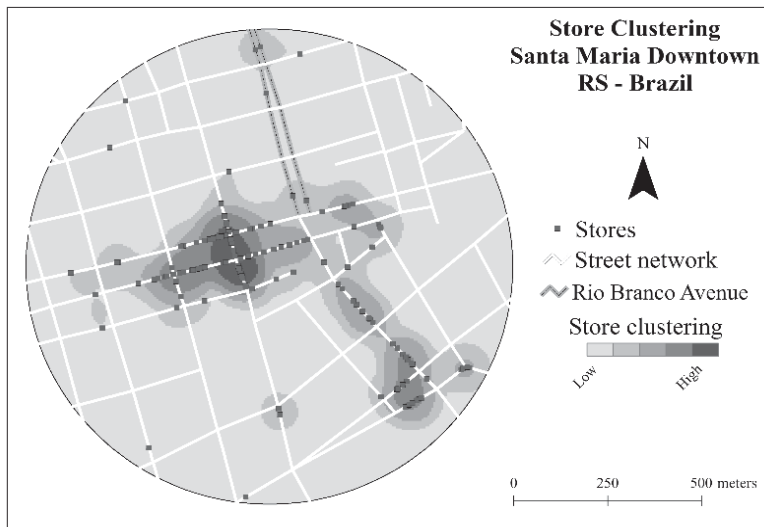 Store Clustering
Santa Maria Downtown
RS - Brazil
N
Stores
Street network
Rio Branco Avenue
Store clustering
Low High
0 250 500 meters